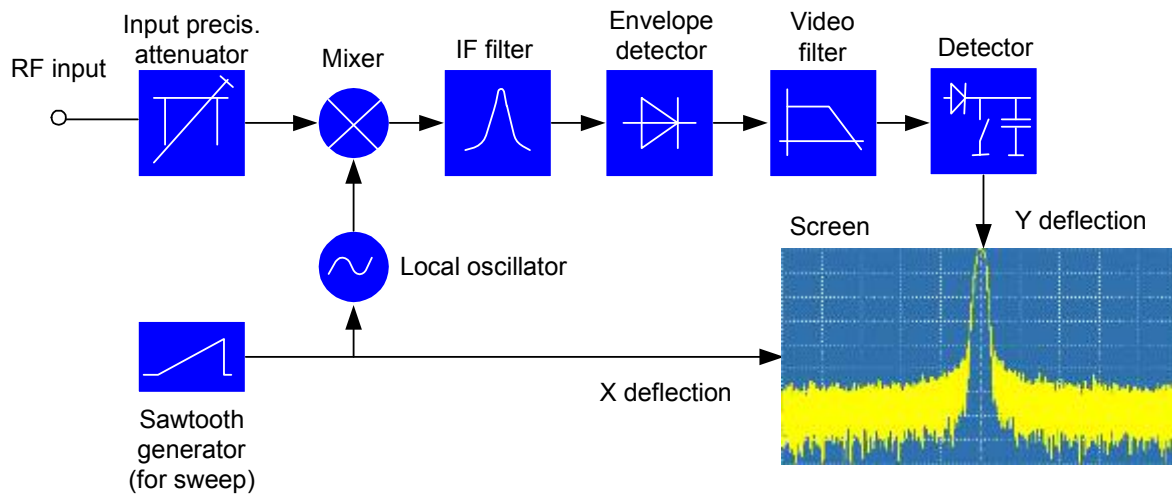 Input precis.
attenuator
RF input
Mixer
IF filter
Envelope
detector
Video
filter
Detector
Screen
Y deflection
Local oscillator
X deflection
Sawtooth
generator
(for sweep)